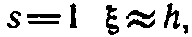 s = 1 ξ ≈ h,